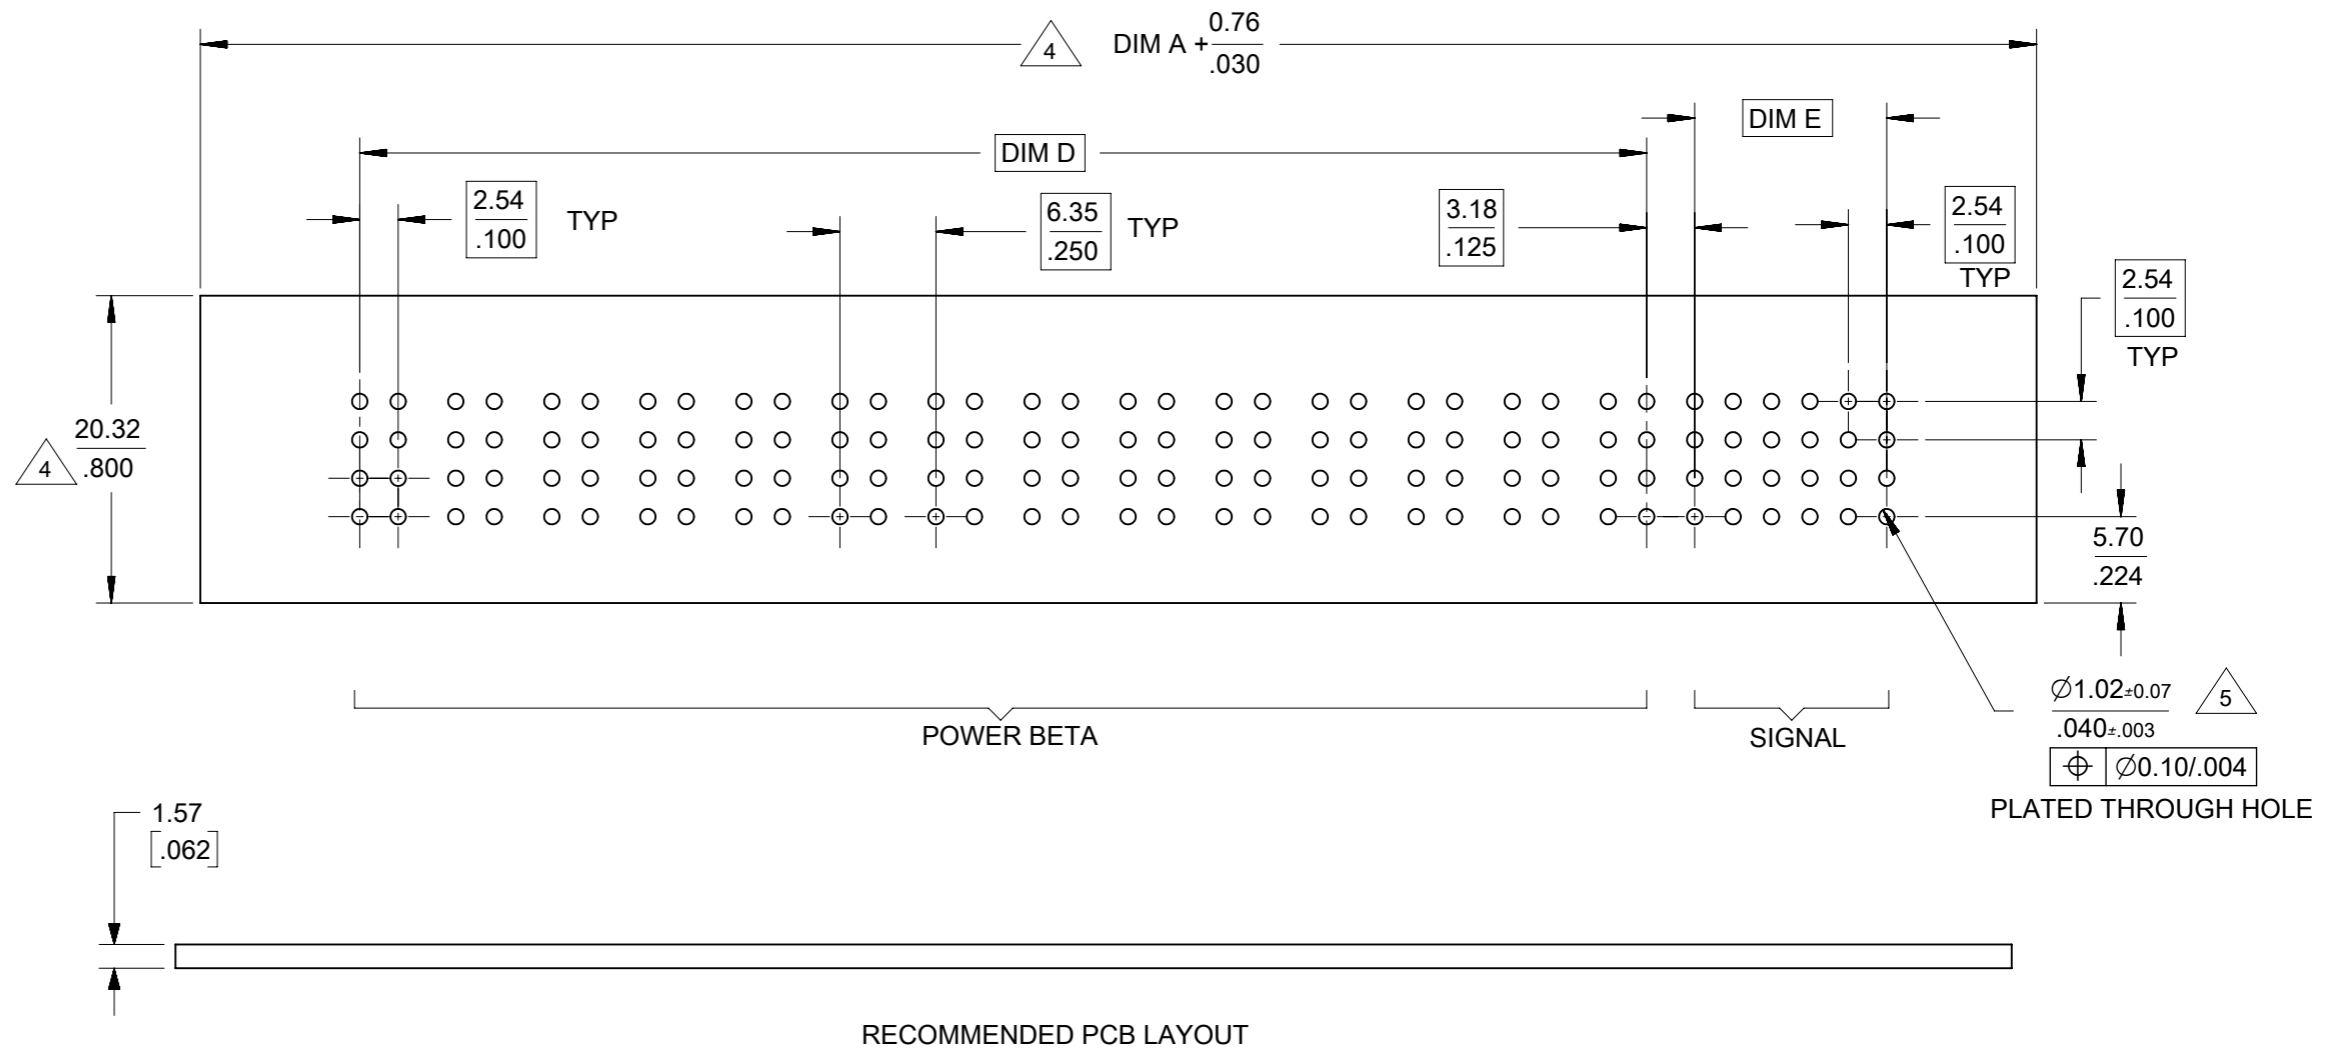 0.76
4 DIM A +
.030
DIM E
DIM D
2.54
.100
TYP
6.35
.250
TYP
3.18
.125
2.54
.100
TYP
2.54
.100
TYP
20.32
.800
4
5.70
.224
∅1.02±0.07
.040±.003
5
⌖ ∅0.10/.004
PLATED THROUGH HOLE
POWER BETA
SIGNAL
1.57
[.062]
RECOMMENDED PCB LAYOUT